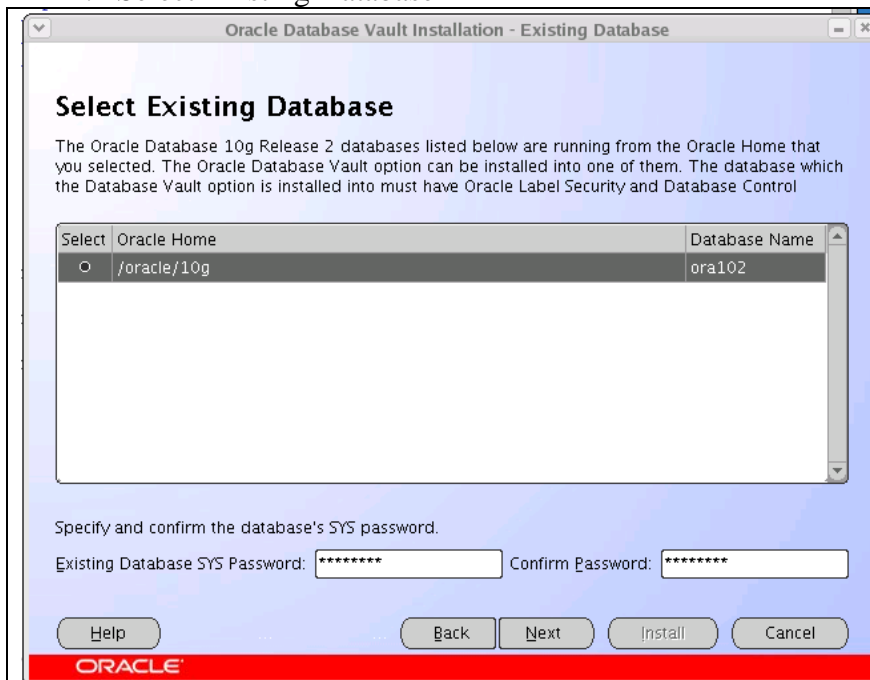 Oracle Database Vault Installation - Existing Database
Select Existing Database
The Oracle Database 10g Release 2 databases listed below are running from the Oracle Home that
you selected. The Oracle Database Vault option can be installed into one of them. The database which
the Database Vault option is installed into must have Oracle Label Security and Database Control
Select Oracle Home Database Name
/oracle/10g ora102
Specify and confirm the database's SYS password.
Existing Database SYS Password: ******** Confirm Password: ********
Help Back Next Install Cancel
ORACLE